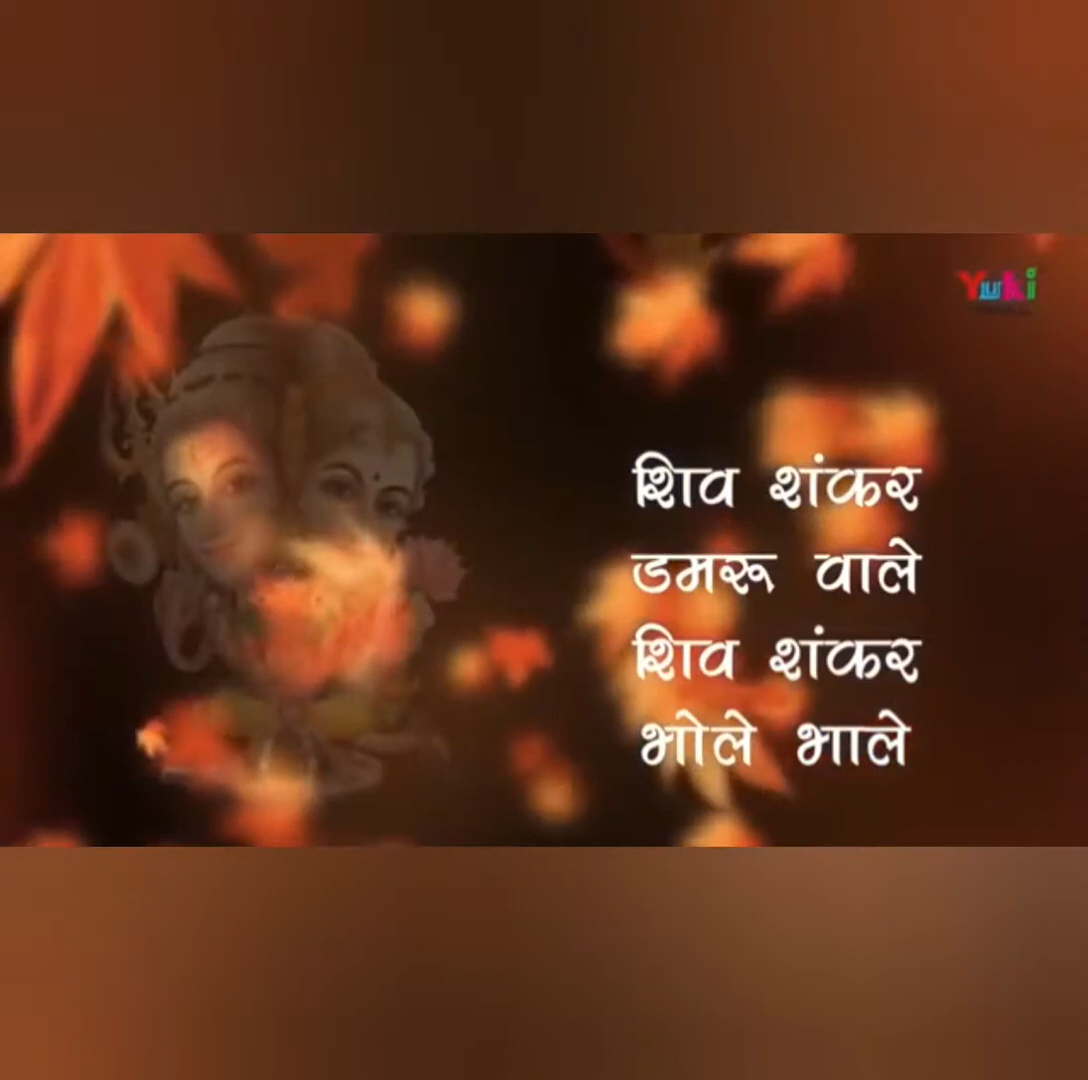 Yuki
शिव शंकर
डमरू वाले
शिव शंकर
भोले भाले